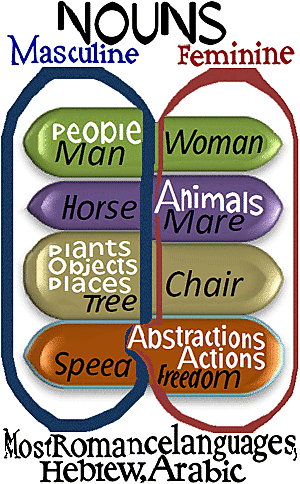 NOUNS
Masculine Feminine
People
Man Woman
Horse Animals
Mare
Plants
Objects
Places
Tree Chair
Abstractions
Actions
Speed Freedom
Most Romance languages,
Hebrew, Arabic